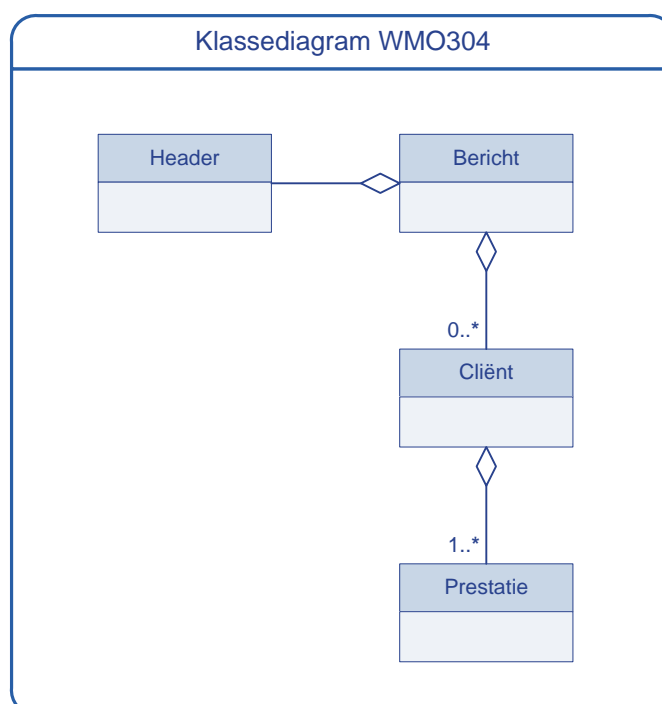 Klassediagram WMO304
Header
Bericht
0..*
Cliënt
1..*
Prestatie